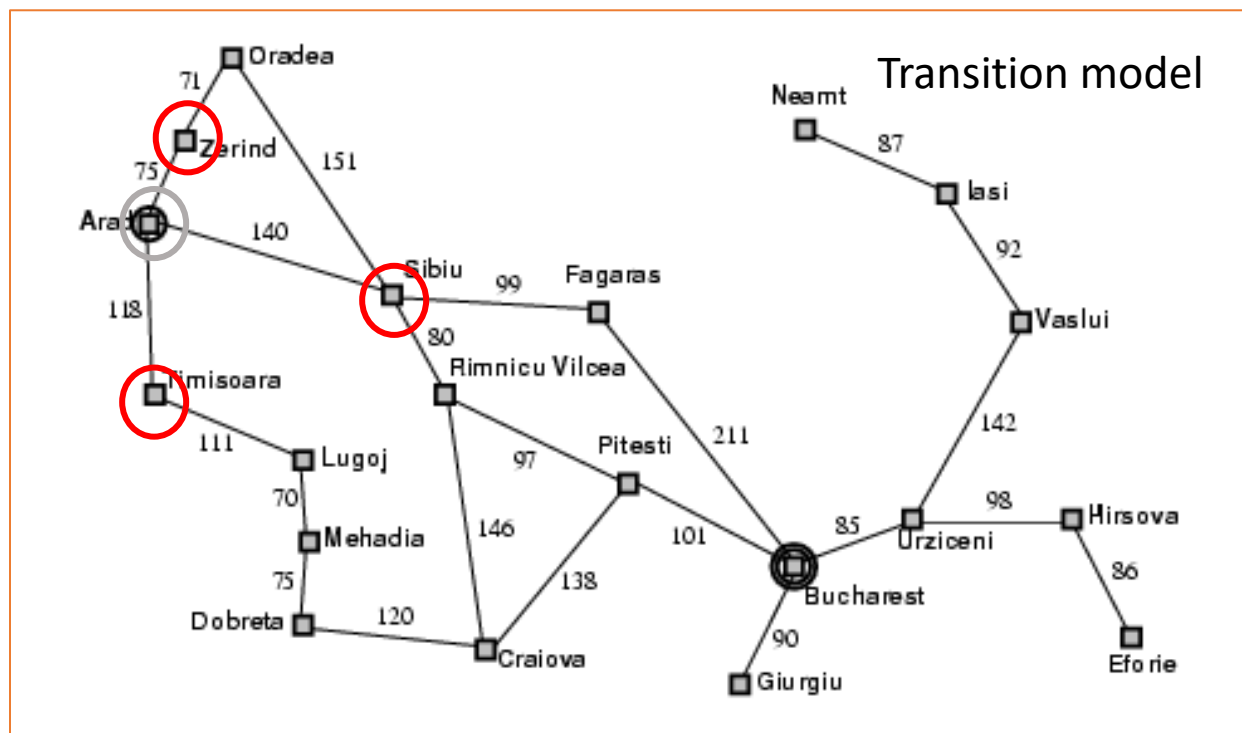 Oradea
Transition model
71
Neamt
Zerind
87
75
151
Iasi
Arad
140
92
Sibiu
99
Fagaras
118
80
Vaslui
Timisoara
Rimnicu Vilcea
142
111
211
Lugoj
97
Pitesti
70
98
Hirsova
146
101
85
Urziceni
Mehadia
138
86
75
Bucharest
Dobreta
120
90
Craiova
Eforie
Giurgiu